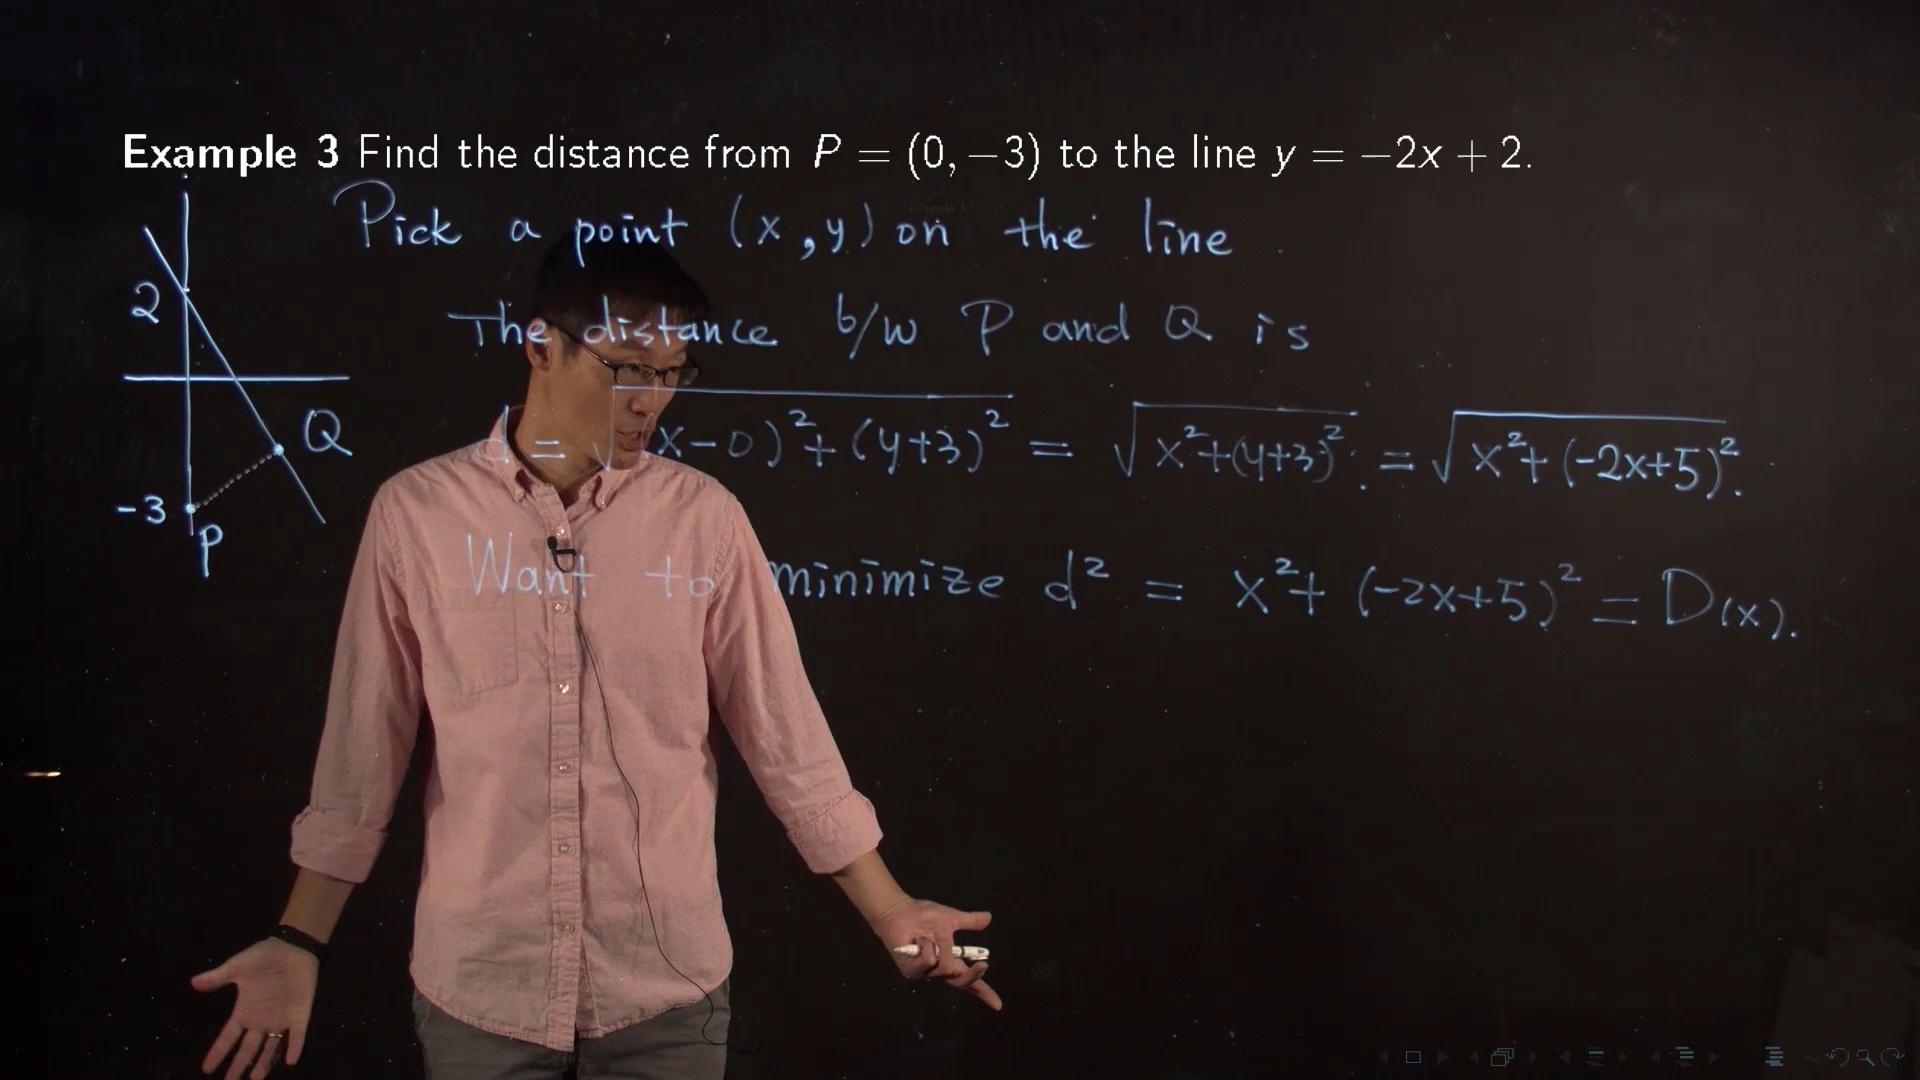 Example 3 Find the distance from P = (0, −3) to the line y = −2x + 2.
Pick a point (x, y) on the line
The distance b/w P and Q is
d = √(x-0)²+(y+3)² = √x²+(y+3)². = √x²+(-2x+5)².
Want to minimize d² = x²+(-2x+5)² = D(x).
2
Q
-3
P